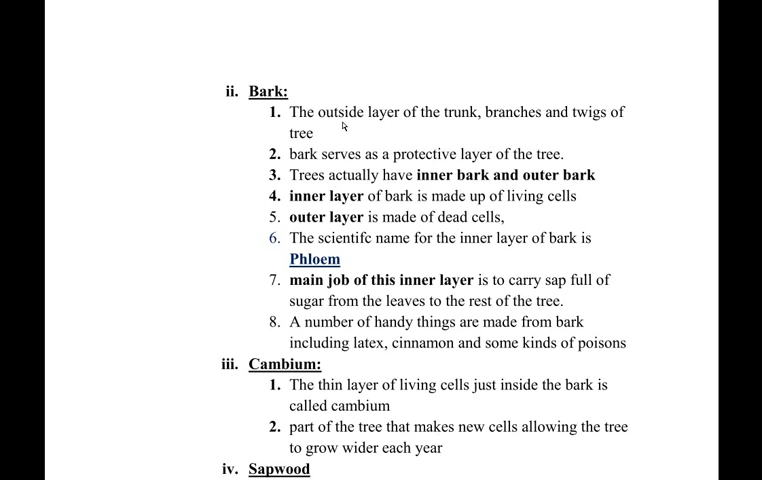 ii. Bark:
1. The outside layer of the trunk, branches and twigs of
tree
2. bark serves as a protective layer of the tree.
3. Trees actually have inner bark and outer bark
4. inner layer of bark is made up of living cells
5. outer layer is made of dead cells,
6. The scientifc name for the inner layer of bark is
Phloem
7. main job of this inner layer is to carry sap full of
sugar from the leaves to the rest of the tree.
8. A number of handy things are made from bark
including latex, cinnamon and some kinds of poisons
iii. Cambium:
1. The thin layer of living cells just inside the bark is
called cambium
2. part of the tree that makes new cells allowing the tree
to grow wider each year
iv. Sapwood